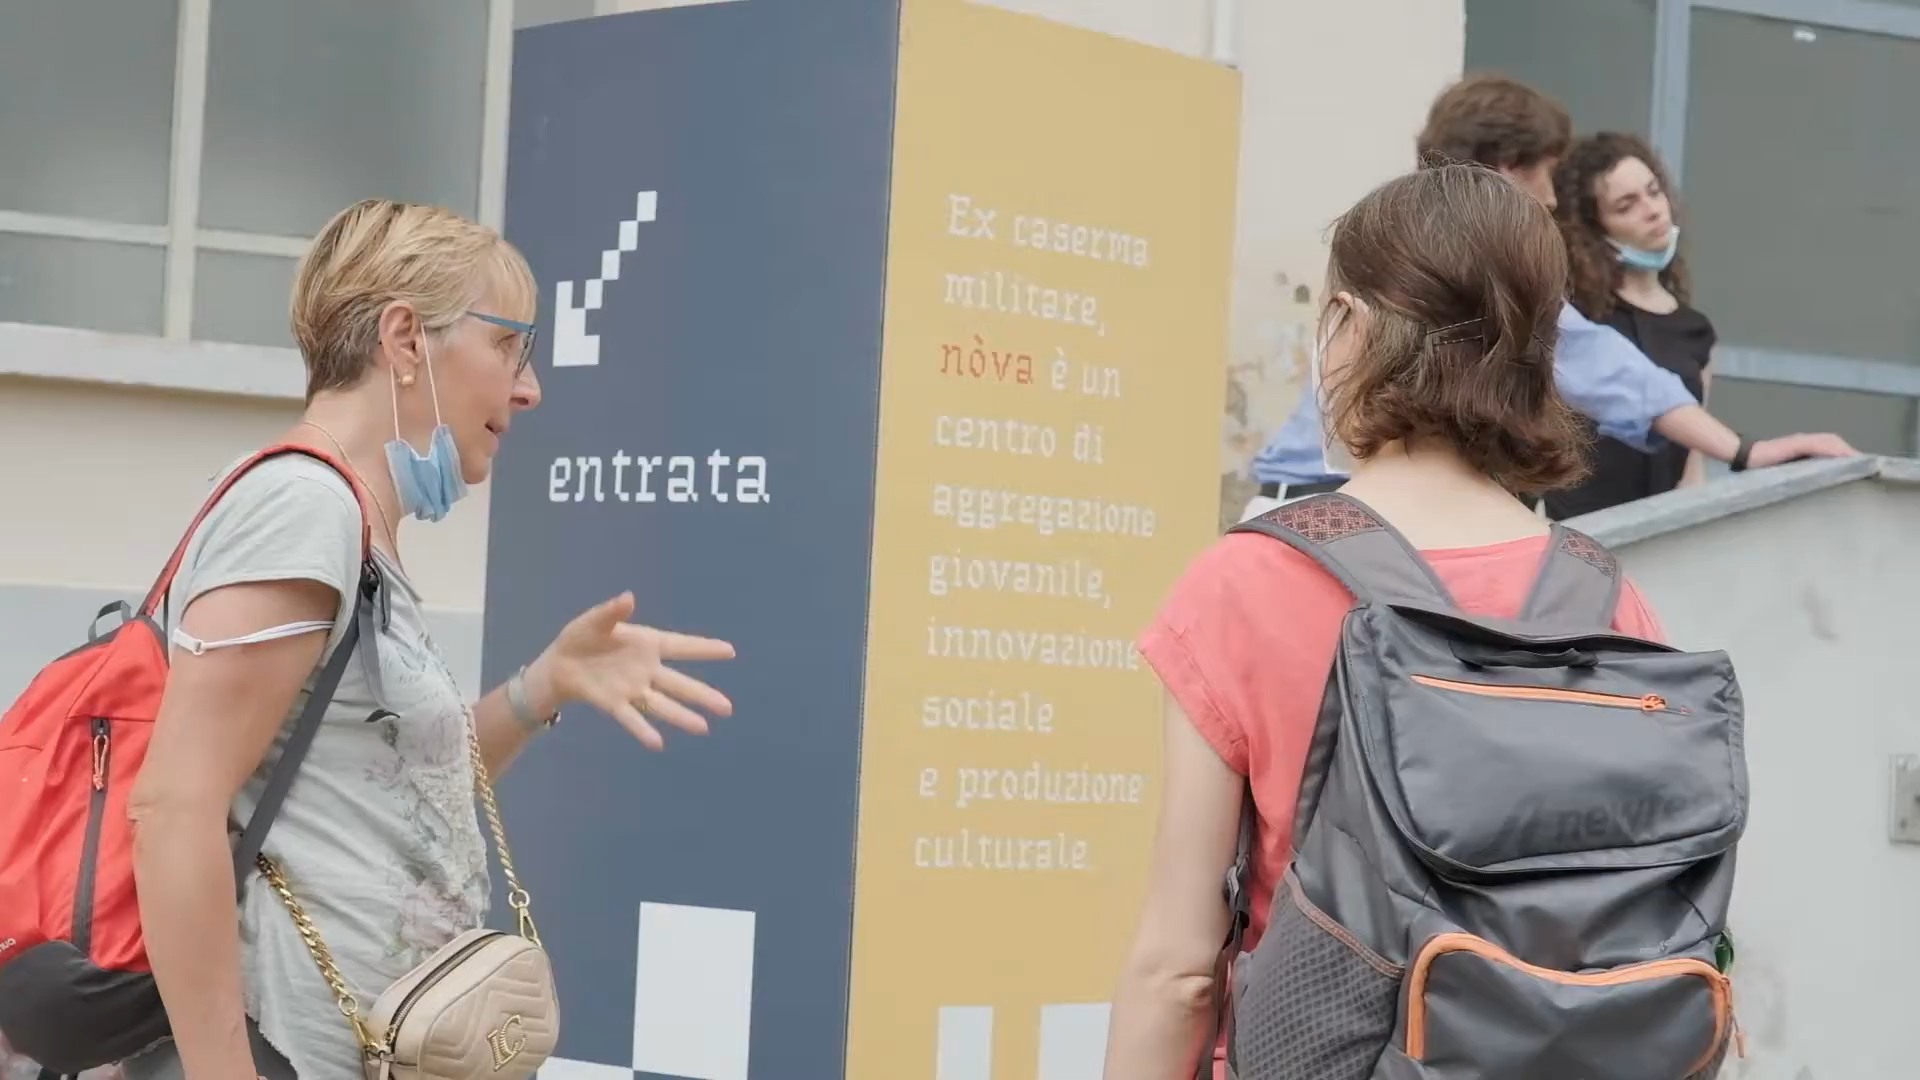 entrata
Ex caserma
militare,
nòva è un
centro di
aggregazione
giovanile,
innovazione
sociale
e produzione
culturale.